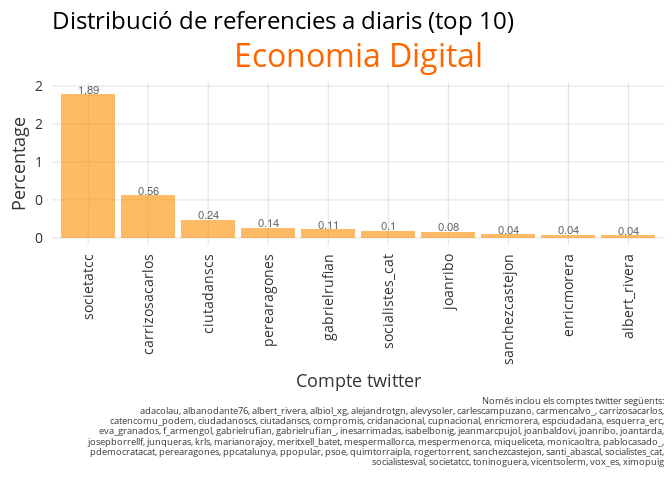 Distribució de referencies a diaris (top 10)
Economia Digital
Percentage
2
2
1
0
0
1.89
0.56
0.24
0.14
0.11
0.1
0.08
0.04
0.04
0.04
societatcc
carrizosacarlos
ciutadanscs
perearagones
gabrielrufian
socialistes_cat
joanribo
sanchezcastejon
enricmorera
albert_rivera
Compte twitter
Només inclou els comptes twitter següents:
adacolau, albanodante76, albert_rivera, albiol_xg, alejandrotgn, alevysoler, carlescampuzano, carmencalvo_, carrizosacarlos,
catencomu_podem, ciudadanoscs, ciutadanscs, compromis, cridanacional, cupnacional, enricmorera, espciudadana, esquerra_erc,
eva_granados, f_armengol, gabrielrufian, gabrielrufian_, inesarrimadas, isabelbonig, jeanmarcpujol, joanbaldovi, joanribo, joantarda,
josepborrellf, junqueras, krls, marianorajoy, meritxell_batet, mespermallorca, mespermenorca, miqueliceta, monicaoltra, pablocasado_,
pdemocratacat, perearagones, ppcatalunya, ppopular, psoe, quimtorraipla, rogertorrent, sanchezcastejon, santi_abascal, socialistes_cat,
socialistesval, societatcc, toninoguera, vicentsolerm, vox_es, ximopuig